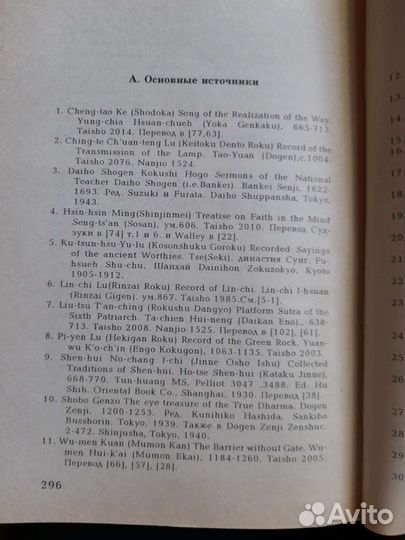 А. Основные источники
1. Cheng-tao Ke (Shodoka) Song of the Realization of the Way.
Yung-chia Hsuan-chueh (Yoka Genkaku), 665-713.
Taisho 2014. Перевод в [77,63].
2. Ching-te Ch'uan-teng Lu (Keitoku Dento Roku) Record of the
Transmission of the Lamp. Tao-Yuan (Dogen),c.1004.
Taisho 2076. Nanjio 1524.
3. Daiho Shogen Kokushi Hogo Sermons of the National
Teacher Daiho Shogen (i.e.Bankei). Bankei Senji, 1622-
1693. Ред. Suzuki и Furata. Daiho Shuppansha, Tokyo,
1943.
4. Hsin-hsin Ming(Shinjinmei) Treatise on Faith in the Mind
Seng-ts'an (Sosan), ум.606. Taisho 2010. Перевод Суд-
зуки в [74] т.1 и 6. и Walley в [22].
5. Ku-tsun-hsu Yu-lu (Kosonshuku Goroku) Recorded Sayings
of the ancient Worthies. Tse(Seki), династия Сунг. Fu-
hsueh Shu-chu, Шанхай Dainihon Zokuzokyo, Kyoto
1905-1912.
6. Lin-chi Lu(Rinzai Roku) Record of Lin-chi. Lin-chi I-hsuan
(Rinzai Gigen). ум.867. Taisho 1985.См.[5-1].
7. Liu-tsu T'an-ching (Rokushu Dangyo) Platform Sutra of the
Sixth Patriarch. Ta-chien Hui-neng (Daikan Eno)., 638-
713. Taisho 2008. Nanjio 1525. Перевод в [102], [61].
8. Pi-yen Lu (Hekigan Roku) Record of the Green Rock. Yuan-
wu K'o-ch'in (Engo Kokugon), 1063-1135. Taisho 2003.
9. Shen-hui No-chang I-chi (Jinne Osho Ishu) Collected
Traditions of Shen-hui. Ho-tse Shen-hui (Kataku Jinne).
668-770. Tun-huang MS, Pelliot 3047 ,3488. Ed. Hu
Shih. Oriental Book Co., Shanghai, 1930. Перевод [38].
10. Shobo Genzo The eye treasure of the True Dharma. Dogen
Zenji, 1200-1253. Ред. Kunihiko Hashida. Sankibo
Busshorin, Tokyo, 1939. Также в Dogen Zenji Zenshuc.
2-472. Shinjusha, Tokyo, 1940.
11. Wu-men Kuan (Mumon Kan) The Barrier without Gate. Wu-
men Hui-k'ai (Mumon Ekai), 1184-1260. Taisho 2005.
Перевод [66], [57], [28].
296
12.
30
Avito